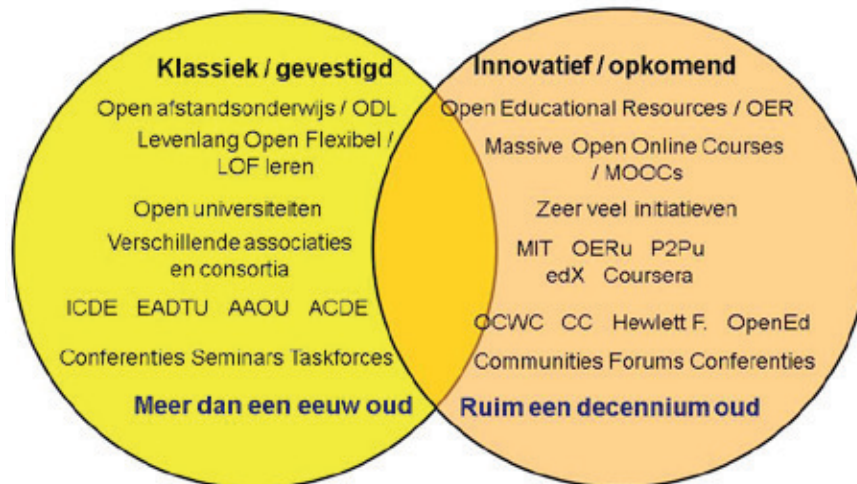 Klassiek / gevestigd
Open afstandsonderwijs / ODL
Levenlang Open Flexibel /
LOF leren
Open universiteiten
Verschillende associaties
en consortia
ICDE EADTU AAOU ACDE
Conferenties Seminars Taskforces
Meer dan een eeuw oud
Innovatief / opkomend
Open Educational Resources / OER
Massive Open Online Courses
/ MOOCs
Zeer veel initiatieven
MIT OERu P2Pu
edX Coursera
OCWC CC Hewlett F. OpenEd
Communities Forums Conferenties
Ruim een decennium oud